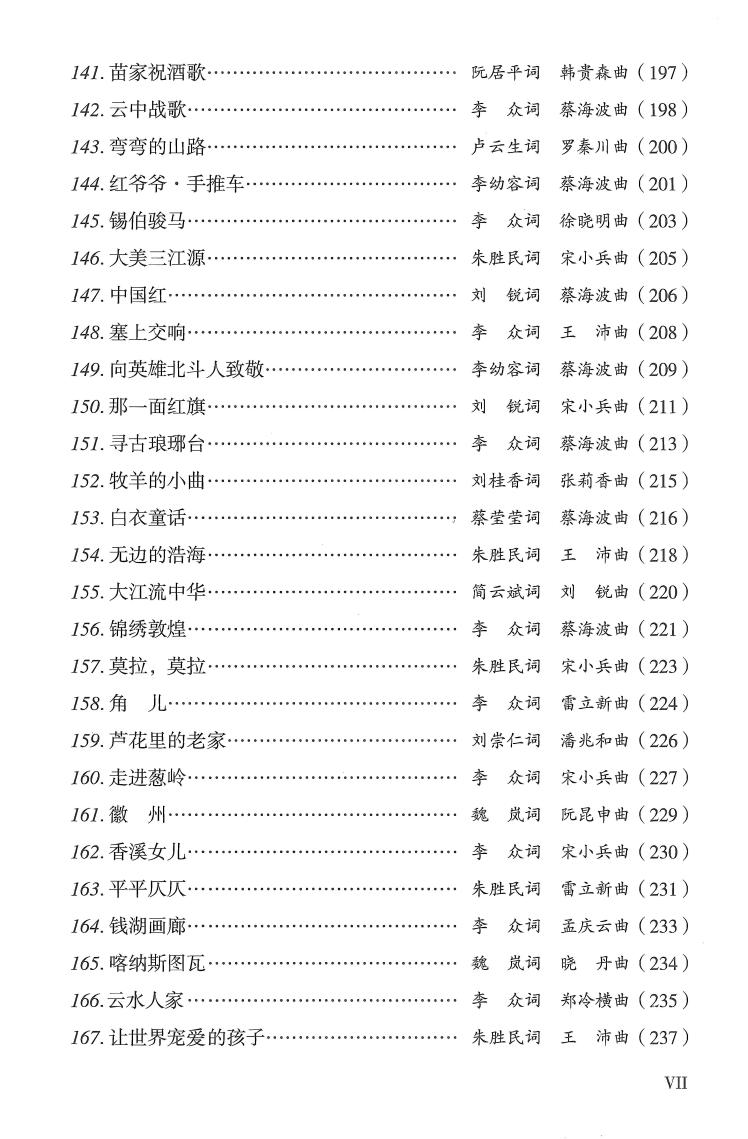 141. 苗家祝酒歌…………………………………… 阮居平词 韩贵森曲（197）
142. 云中战歌…………………………………… 李 众词 蔡海波曲（198）
143. 弯弯的山路…………………………………… 卢云生词 罗秦川曲（200）
144. 红爷爷·手推车…………………………………… 李幼容词 蔡海波曲（201）
145. 锡伯骏马…………………………………… 李 众词 徐晓明曲（203）
146. 大美三江源…………………………………… 朱胜民词 宋小兵曲（205）
147. 中国红…………………………………… 刘 锐词 蔡海波曲（206）
148. 塞上交响…………………………………… 李 众词 王 沛曲（208）
149. 向英雄北斗人致敬…………………………………… 李幼容词 蔡海波曲（209）
150. 那一面红旗…………………………………… 刘 锐词 宋小兵曲（211）
151. 寻古琅琊台…………………………………… 李 众词 蔡海波曲（213）
152. 牧羊的小曲…………………………………… 刘桂香词 张莉香曲（215）
153. 白衣童话…………………………………… 蔡莹莹词 蔡海波曲（216）
154. 无边的浩海…………………………………… 朱胜民词 王 沛曲（218）
155. 大江流中华…………………………………… 简云斌词 刘 锐曲（220）
156. 锦绣敦煌…………………………………… 李 众词 蔡海波曲（221）
157. 莫拉，莫拉…………………………………… 朱胜民词 宋小兵曲（223）
158. 角 儿…………………………………… 李 众词 雷立新曲（224）
159. 芦花里的老家…………………………………… 刘崇仁词 潘兆和曲（226）
160. 走进葱岭…………………………………… 李 众词 宋小兵曲（227）
161. 徽 州…………………………………… 魏 岚词 阮昆申曲（229）
162. 香溪女儿…………………………………… 李 众词 宋小兵曲（230）
163. 平平仄仄…………………………………… 朱胜民词 雷立新曲（231）
164. 钱湖画廊…………………………………… 李 众词 孟庆云曲（233）
165. 喀纳斯图瓦…………………………………… 魏 岚词 晓 丹曲（234）
166. 云水人家…………………………………… 李 众词 郑冷横曲（235）
167. 让世界宠爱的孩子…………………………………… 朱胜民词 王 沛曲（237）
VII